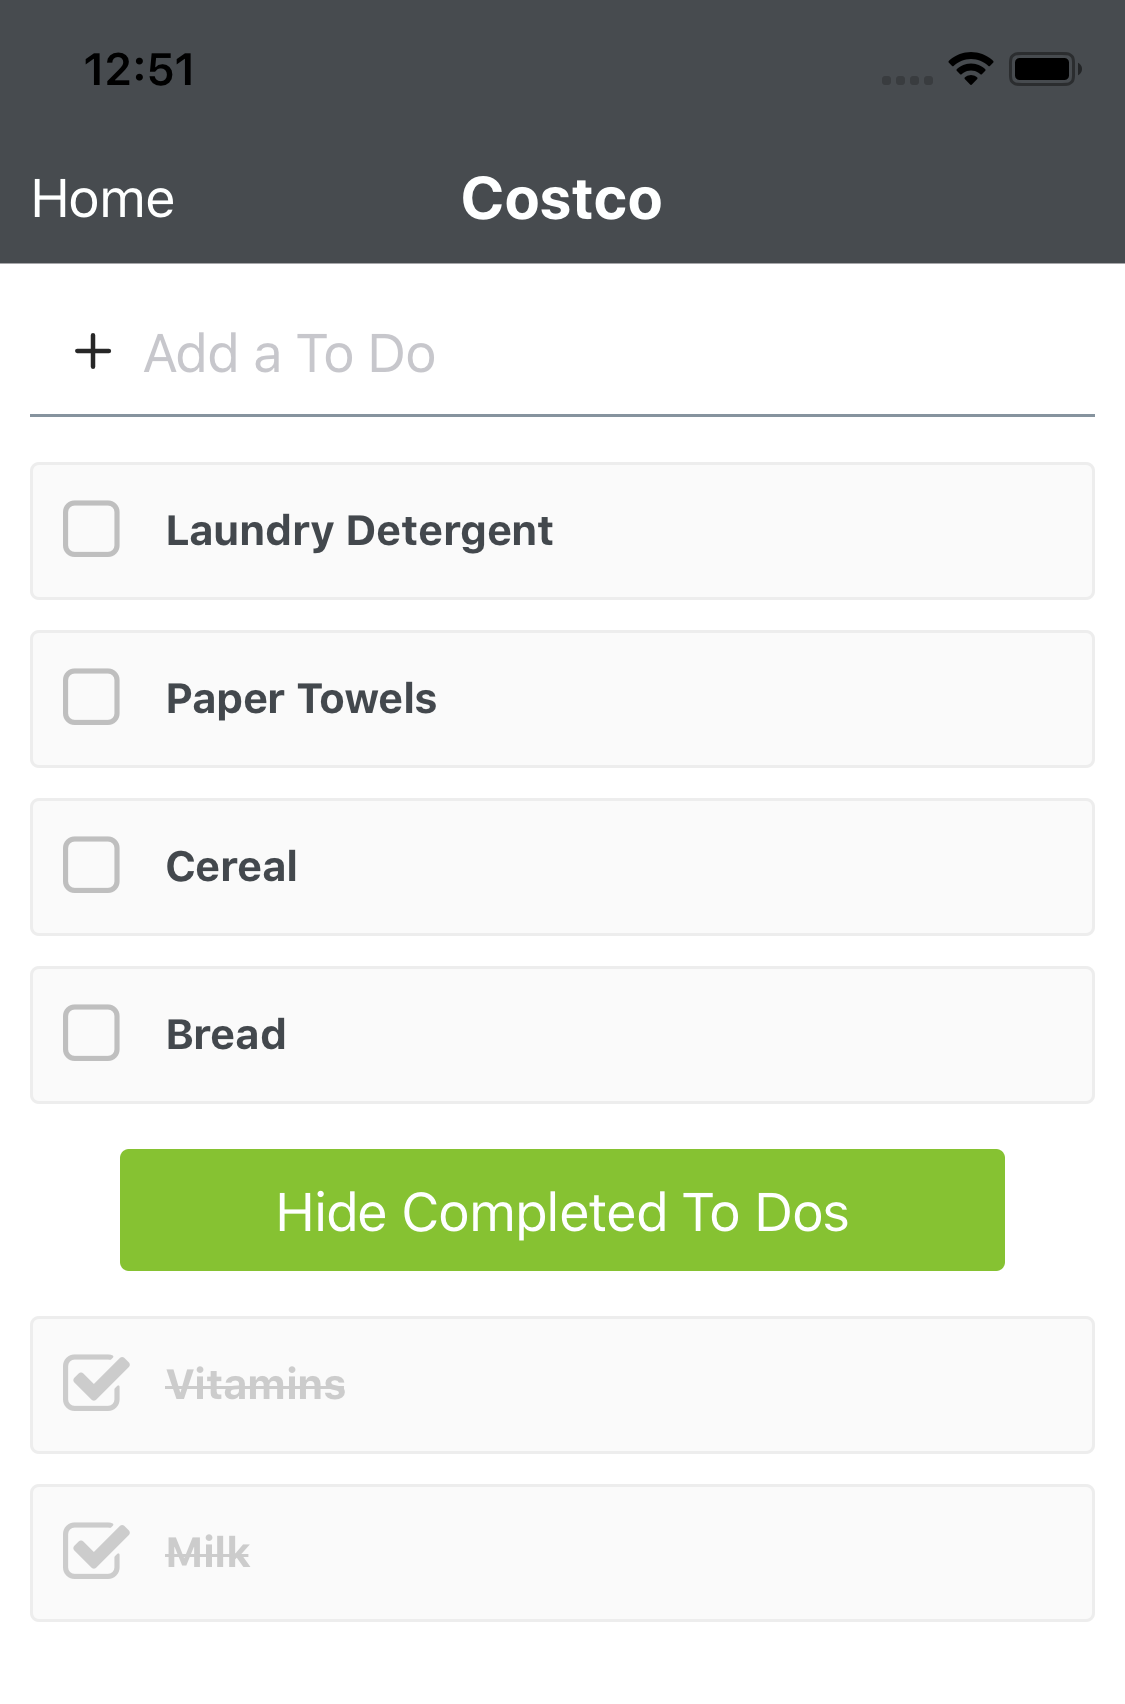 12:51
Home
Costco
+ Add a To Do
Laundry Detergent
Paper Towels
Cereal
Bread
Hide Completed To Dos
Vitamins
Milk